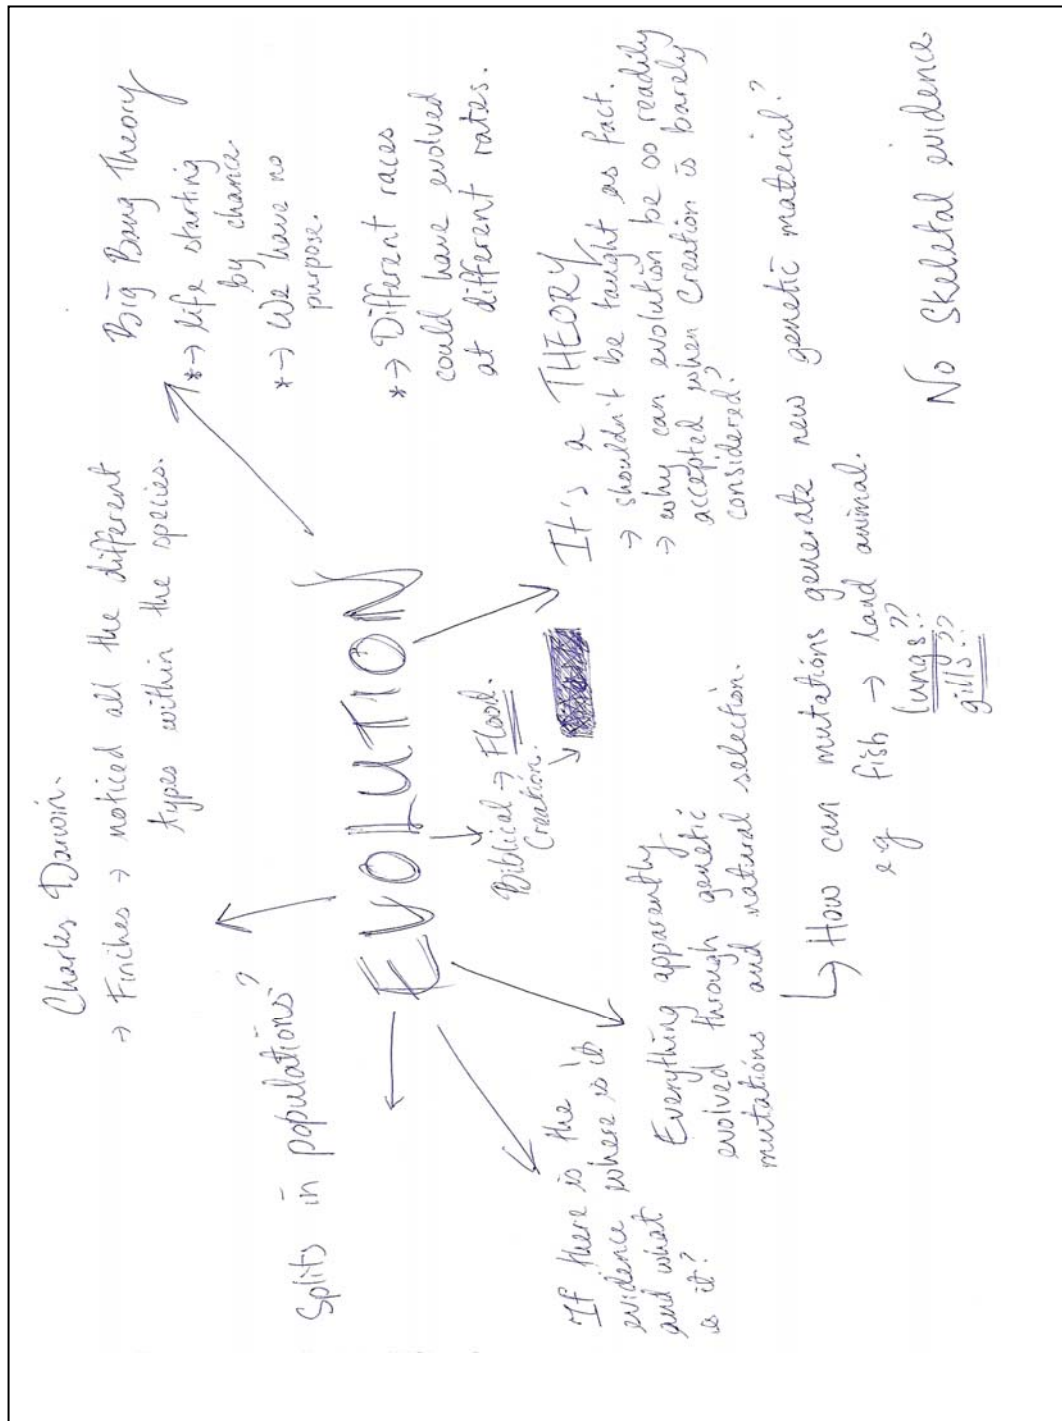 Charles Darwin.
→ Finches → noticed all the different
types within the species.
Big Bang Theory
*→ life starting
by chance.
*→ We have no
purpose.
*→ Different races
could have evolved
at different rates.
Splits in populations?
EVOLUTION
Biblical → Flood.
Creation.
It's a THEORY
→ shouldn't be taught as fact.
→ why can evolution be so readily
accepted when Creation is barely
considered?
If there is the
evidence where is it
and what
is it?
Everything apparently
evolved through genetic
mutations and natural selection.
↳ How can mutations generate new genetic material?
eg fish → land animal.
lungs??
gills??
No Skeletal evidence.